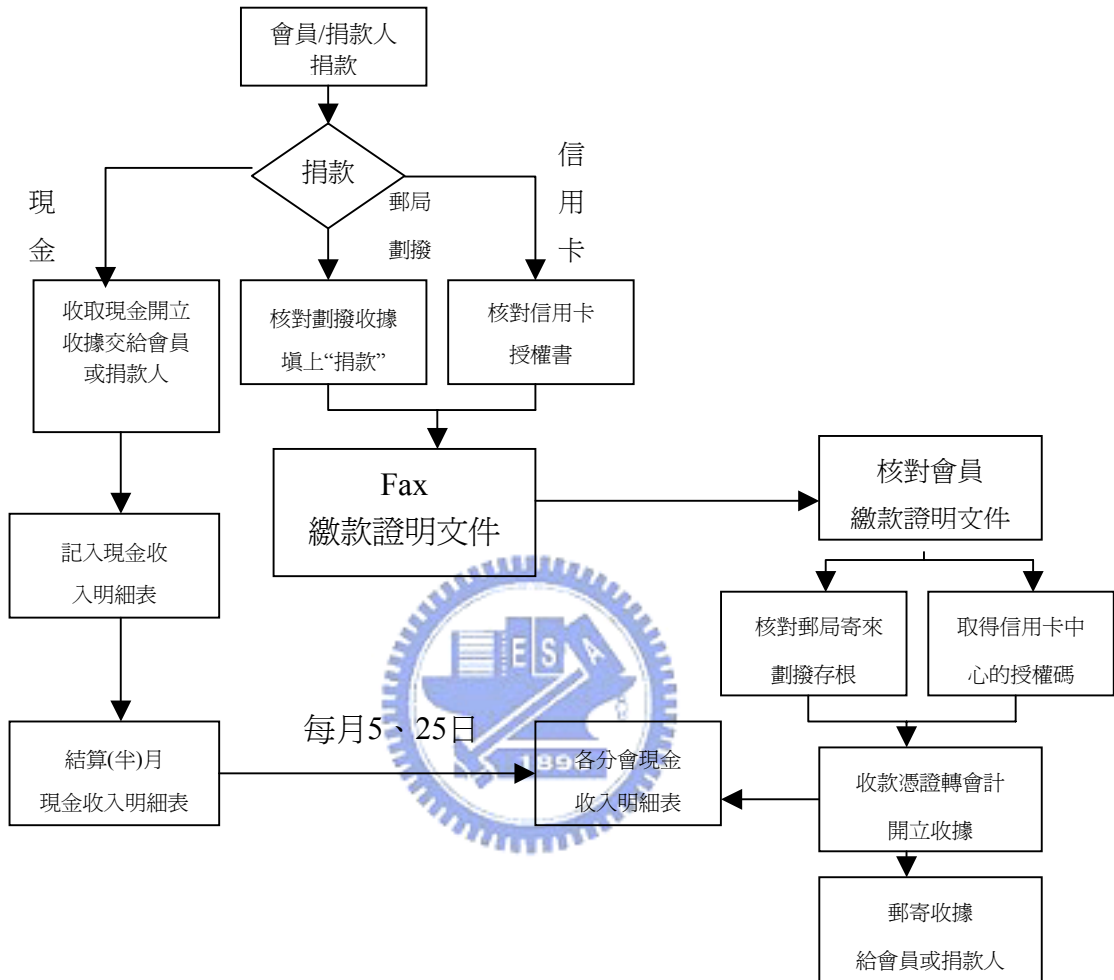 會員/捐款人
捐款
捐款
現
金
郵局
劃撥
信
用
卡
收取現金開立
收據交給會員
或捐款人
核對劃撥收據
填上“捐款”
核對信用卡
授權書
Fax
繳款證明文件
核對會員
繳款證明文件
記入現金收
入明細表
核對郵局寄來
劃撥存根
取得信用卡中
心的授權碼
結算(半)月
現金收入明細表
每月5、25日
各分會現金
收入明細表
收款憑證轉會計
開立收據
郵寄收據
給會員或捐款人
E S A
1896